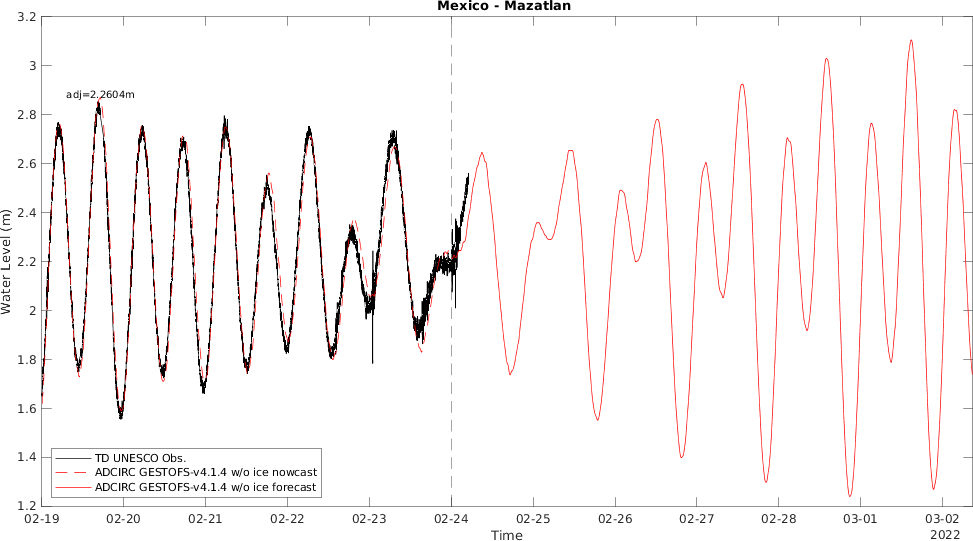 Mexico - Mazatlan
adj=2.2604m
Water Level (m)
3.2
3
2.8
2.6
2.4
2.2
2
1.8
1.6
1.4
1.2
TD UNESCO Obs.
ADCIRC GESTOFS-v4.1.4 w/o ice nowcast
ADCIRC GESTOFS-v4.1.4 w/o ice forecast
02-19 02-20 02-21 02-22 02-23 02-24 02-25 02-26 02-27 02-28 03-01 03-02
2022
Time